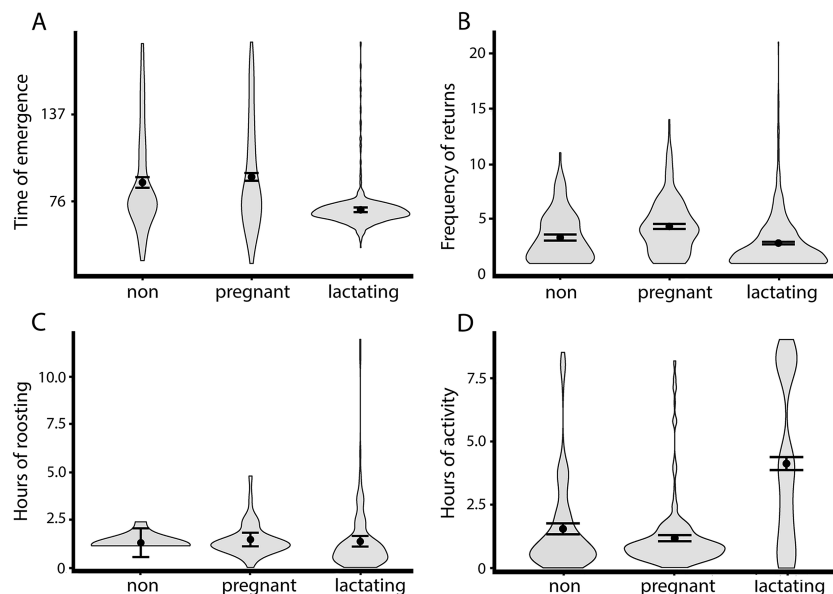 A
Time of emergence
137
76
non pregnant lactating
B
Frequency of returns
20
15
10
5
0
non pregnant lactating
C
Hours of roosting
10.0
7.5
5.0
2.5
0
non pregnant lactating
D
Hours of activity
7.5
5.0
2.5
0
non pregnant lactating